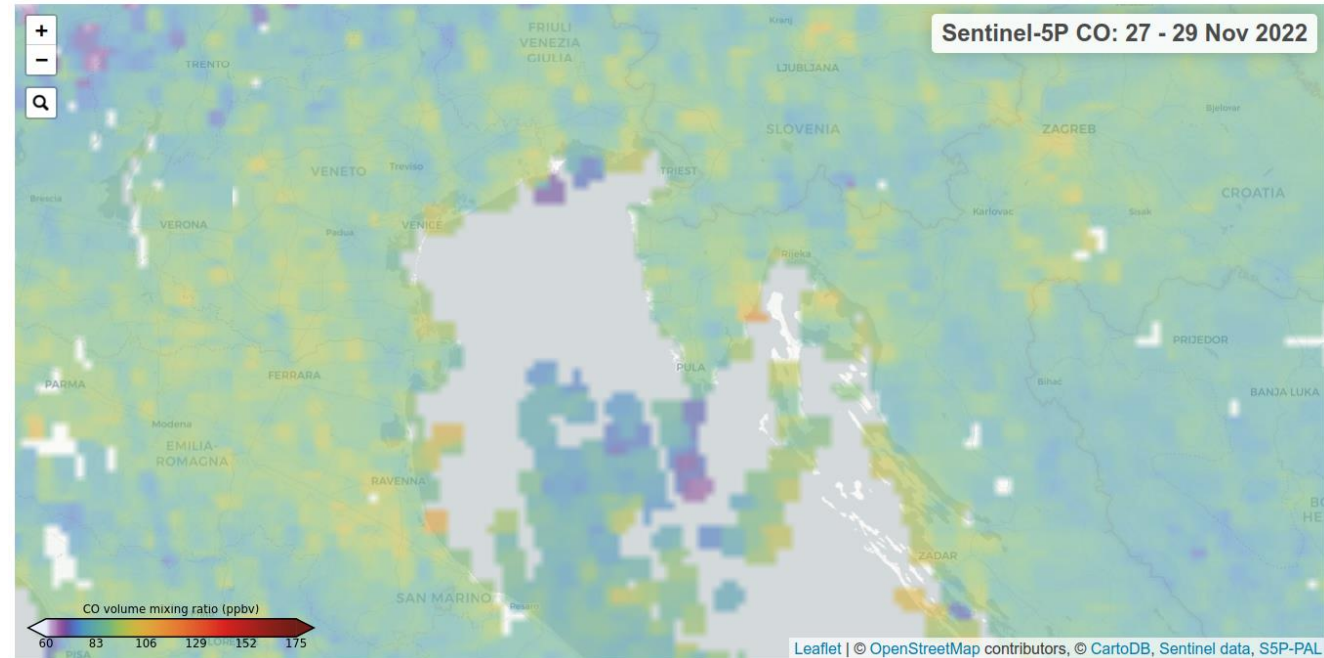 +
−
Sentinel-5P CO: 27 - 29 Nov 2022
Kranj
FRIULI
VENEZIA
GIULIA
TRENTO
LJUBLJANA
Bjelovar
SLOVENIA
ZAGREB
VENETO
Treviso
TRIEST
CROATIA
Brescia
Karlovac
Sisak
VERONA
Padua
VENICE
Rijeka
PRIJEDOR
PULA
FERRARA
PARMA
Bihać
BANJA LUKA
Modena
EMILIA-
ROMAGNA
RAVENNA
ZADAR
SAN MARINO
Pesaro
CO volume mixing ratio (ppbv)
60 83 106 129 152 175
PISA
Leaflet | © OpenStreetMap contributors, © CartoDB, Sentinel data, S5P-PAL